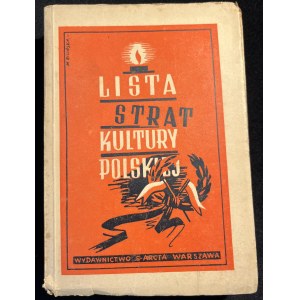 LISTA
STRAT
KULTURY
POLSKIEJ
WYDAWNICTWO S. ARCTA WARSZAWA